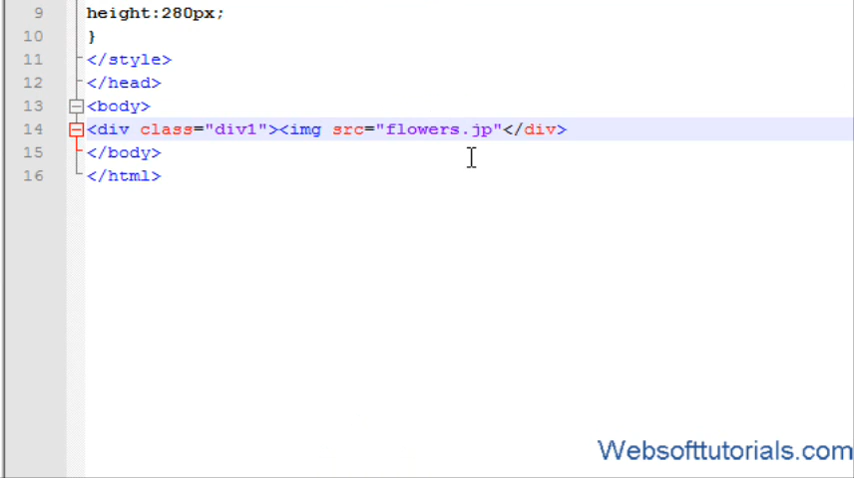 9 height:280px;
10 }
11 </style>
12 </head>
13 <body>
14 <div class="div1"><img src="flowers.jp"</div>
15 </body>
16 </html>
Websofttutorials.com